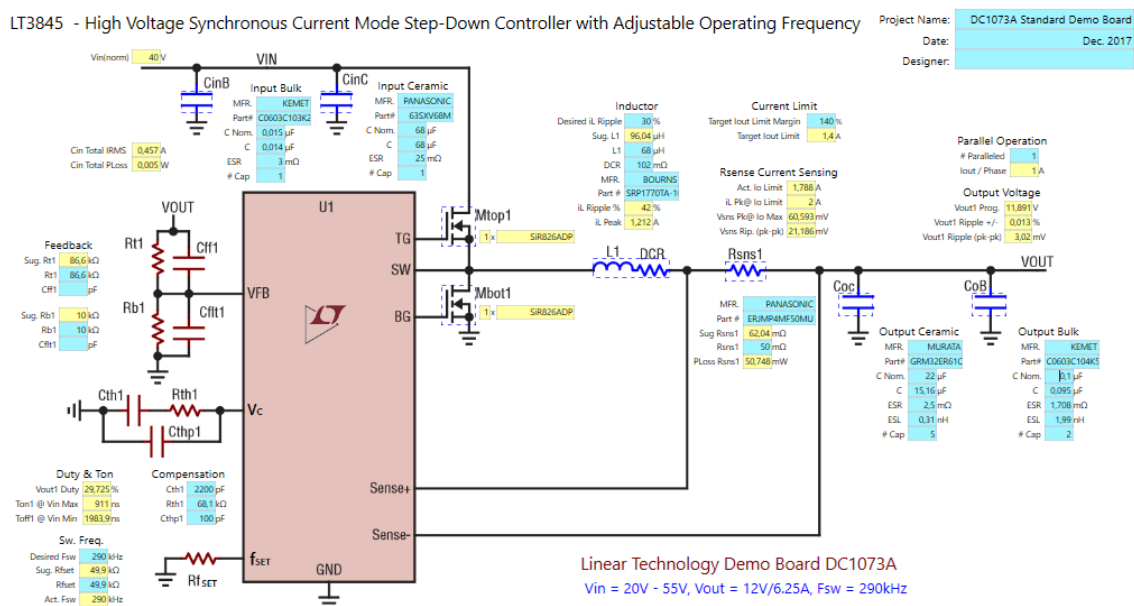 LT3845 - High Voltage Synchronous Current Mode Step-Down Controller with Adjustable Operating Frequency
Project Name: DC1073A Standard Demo Board
Date: Dec. 2017
Designer:
Vin(norm) 40 V
VIN
CinB
CinC
Input Bulk
MFR. KEMET
Part# C0603C103K2
C Nom. 0,015 µF
C 0,014 µF
ESR 3 mΩ
# Cap 1
Input Ceramic
MFR. PANASONIC
Part# 63SXV68M
C Nom. 68 µF
C 68 µF
ESR 25 mΩ
# Cap 1
Cin Total IRMS 0,457 A
Cin Total PLoss 0,005 W
Inductor
Desired iL Ripple 30 %
Sug. L1 96,04 µH
L1 68 µH
DCR 102 mΩ
MFR. BOURNS
Part # SRP1770TA-1
iL Ripple % 42 %
iL Peak 1,212 A
Current Limit
Target Iout Limit Margin 140 %
Target Iout Limit 1,4 A
Rsense Current Sensing
Act. Io Limit 1,788 A
iL Pk@ Io Limit 2 A
Vsns Pk@ Io Max 60,593 mV
Vsns Rip. (pk-pk) 21,186 mV
Parallel Operation
# Paralleled 1
Iout / Phase 1 A
Output Voltage
Vout1 Prog. 11,891 V
Vout1 Ripple +/- 0,013 %
Vout1 Ripple (pk-pk) 3,02 mV
U1
VOUT
Feedback
Sug. Rt1 86,6 kΩ
Rt1 86,6 kΩ
Cff1 pF
Sug. Rb1 10 kΩ
Rb1 10 kΩ
Cflt1 pF
Rt1
Cff1
Rb1
Cflt1
VFB
TG
SW
BG
Mtop1
1 x SiR826ADP
Mbot1
1 x SiR826ADP
L1
DCR
Rsns1
VOUT
MFR. PANASONIC
Part # ERJMP4MF50MU
Sug Rsns1 62,04 mΩ
Rsns1 50 mΩ
PLoss Rsns1 50,748 mW
Coc
CoB
Output Ceramic
MFR. MURATA
Part# GRM32ER61C
C Nom. 22 µF
C 15,16 µF
ESR 2,5 mΩ
ESL 0,31 nH
# Cap 5
Output Bulk
MFR. KEMET
Part# C0603C104K5
C Nom. 0,1 µF
C 0,095 µF
ESR 1,708 mΩ
ESL 1,99 nH
# Cap 2
Cth1
Rth1
Cthp1
Vc
Duty & Ton
Vout1 Duty 29,725 %
Ton1 @ Vin Max 911 ns
Toff1 @ Vin Min 1983,9 ns
Compensation
Cth1 2200 pF
Rth1 68,1 kΩ
Cthp1 100 pF
Sw. Freq.
Desired Fsw 290 kHz
Sug. Rfset 49,9 kΩ
Rfset 49,9 kΩ
Act. Fsw 290 kHz
RfSET
fSET
GND
Sense+
Sense-
Linear Technology Demo Board DC1073A
Vin = 20V - 55V, Vout = 12V/6.25A, Fsw = 290kHz